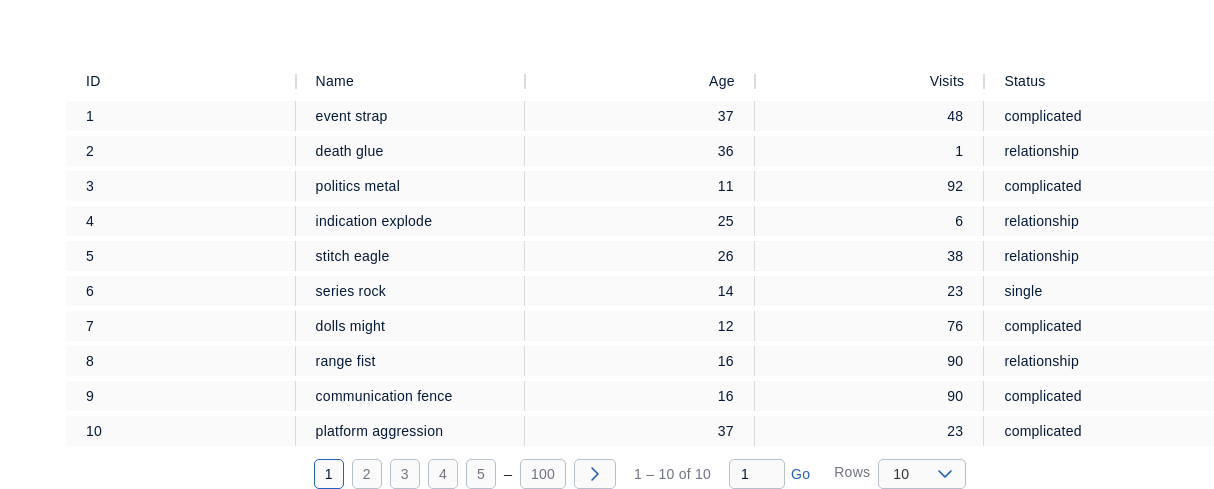 ID Name Age Visits Status
1 event strap 37 48 complicated
2 death glue 36 1 relationship
3 politics metal 11 92 complicated
4 indication explode 25 6 relationship
5 stitch eagle 26 38 relationship
6 series rock 14 23 single
7 dolls might 12 76 complicated
8 range fist 16 90 relationship
9 communication fence 16 90 complicated
10 platform aggression 37 23 complicated
1 2 3 4 5 – 100 1 – 10 of 10 1 Go Rows 10